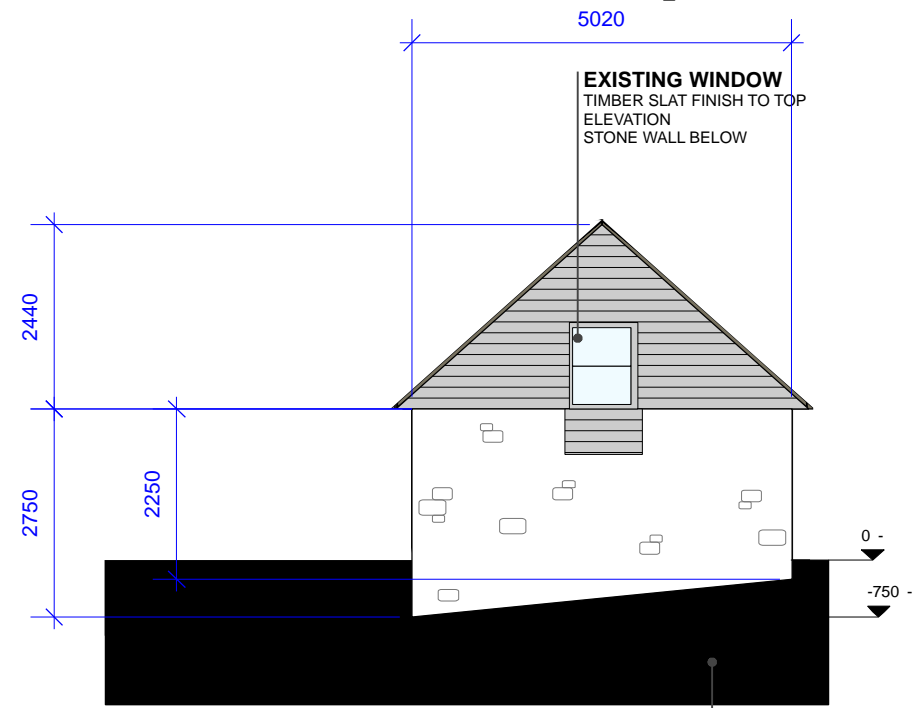 5020
EXISTING WINDOW
TIMBER SLAT FINISH TO TOP
ELEVATION
STONE WALL BELOW
2440
2750
2250
0 -
-750 -